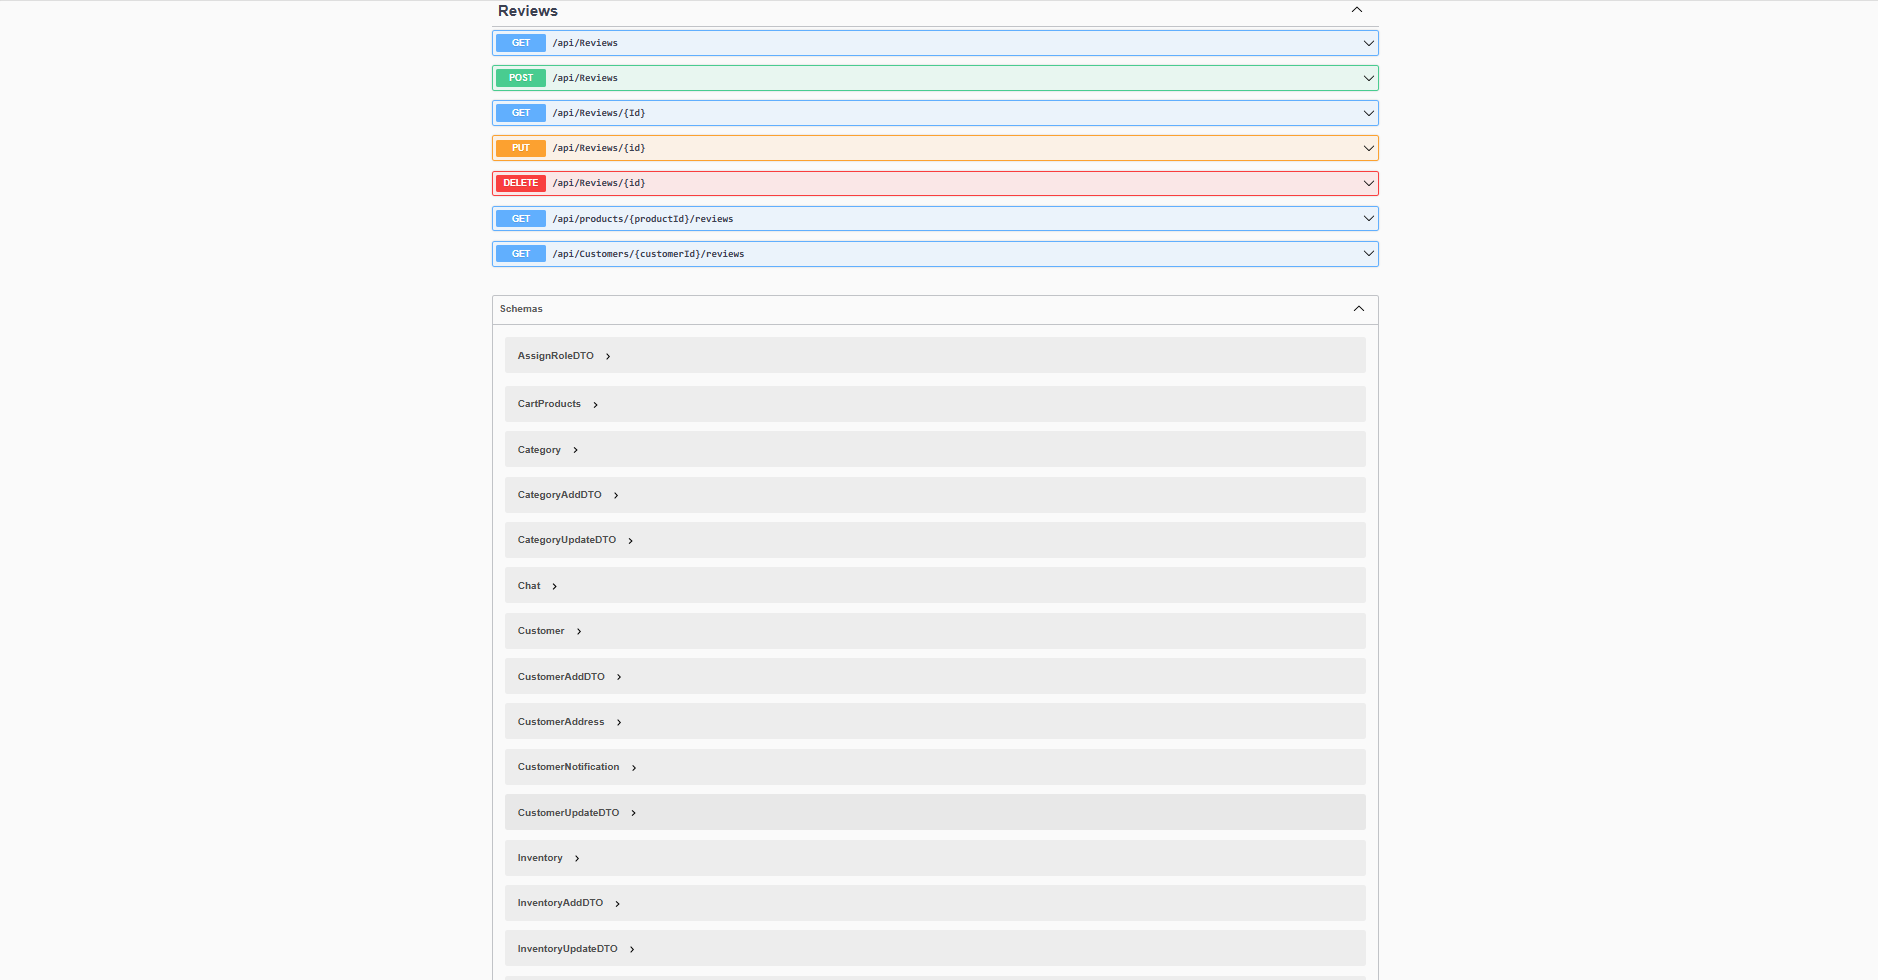 Reviews
GET /api/Reviews
POST /api/Reviews
GET /api/Reviews/{Id}
PUT /api/Reviews/{id}
DELETE /api/Reviews/{id}
GET /api/products/{productId}/reviews
GET /api/Customers/{customerId}/reviews
Schemas
AssignRoleDTO
CartProducts
Category
CategoryAddDTO
CategoryUpdateDTO
Chat
Customer
CustomerAddDTO
CustomerAddress
CustomerNotification
CustomerUpdateDTO
Inventory
InventoryAddDTO
InventoryUpdateDTO